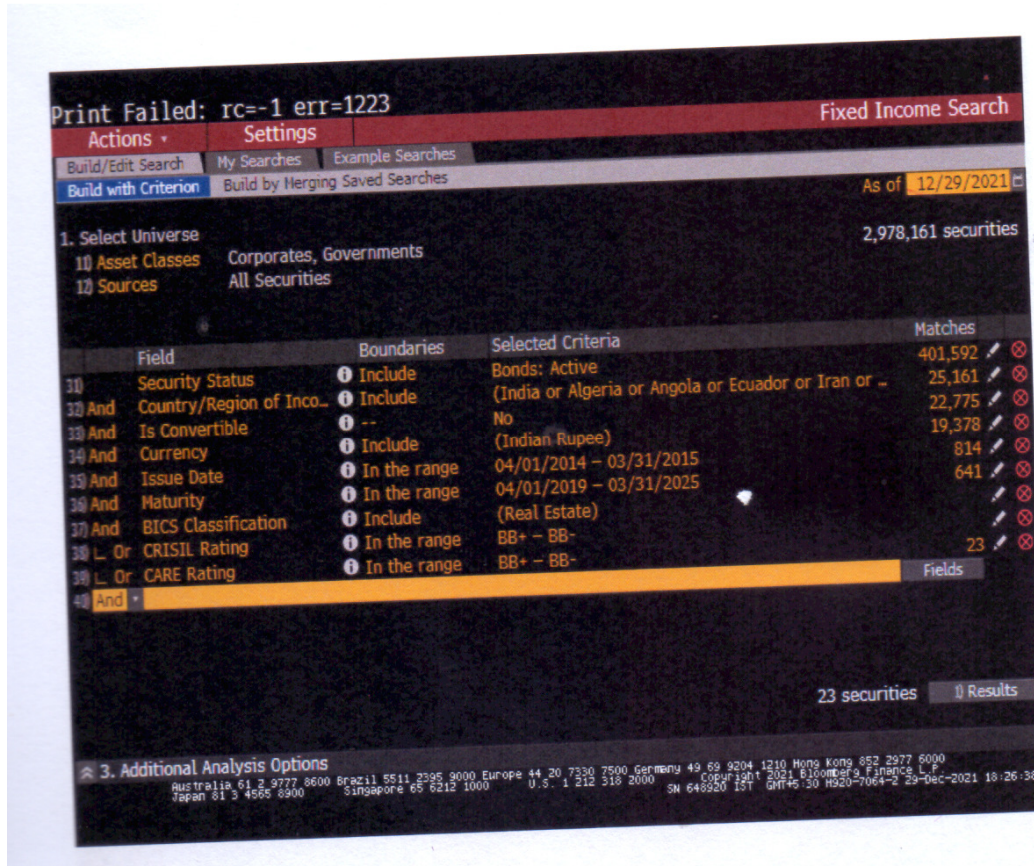 Print Failed: rc=-1 err=1223
Fixed Income Search
Actions Settings
Build/Edit Search My Searches Example Searches
Build with Criterion Build by Merging Saved Searches
As of 12/29/2021
1. Select Universe 2,978,161 securities
11) Asset Classes Corporates, Governments
12) Sources All Securities
Field Boundaries Selected Criteria Matches
31) Security Status Include Bonds: Active 401,592
32) And Country/Region of Inco… Include (India or Algeria or Angola or Ecuador or Iran or … 25,161
33) And Is Convertible -- No 22,775
34) And Currency Include (Indian Rupee) 19,378
35) And Issue Date In the range 04/01/2014 – 03/31/2015 814
36) And Maturity In the range 04/01/2019 – 03/31/2025 641
37) And BICS Classification Include (Real Estate)
38) Or CRISIL Rating In the range BB+ – BB-
39) Or CARE Rating In the range BB+ – BB- 23
40) And Fields
23 securities 1) Results
3. Additional Analysis Options
Australia 61 2 9777 8600 Brazil 5511 2395 9000 Europe 44 20 7330 7500 Germany 49 69 9204 1210 Hong Kong 852 2977 6000
Japan 81 3 4565 8900 Singapore 65 6212 1000 U.S. 1 212 318 2000 Copyright 2021 Bloomberg Finance L.P.
SN 648920 IST GMT+5:30 H920-7064-2 29-Dec-2021 18:26:38